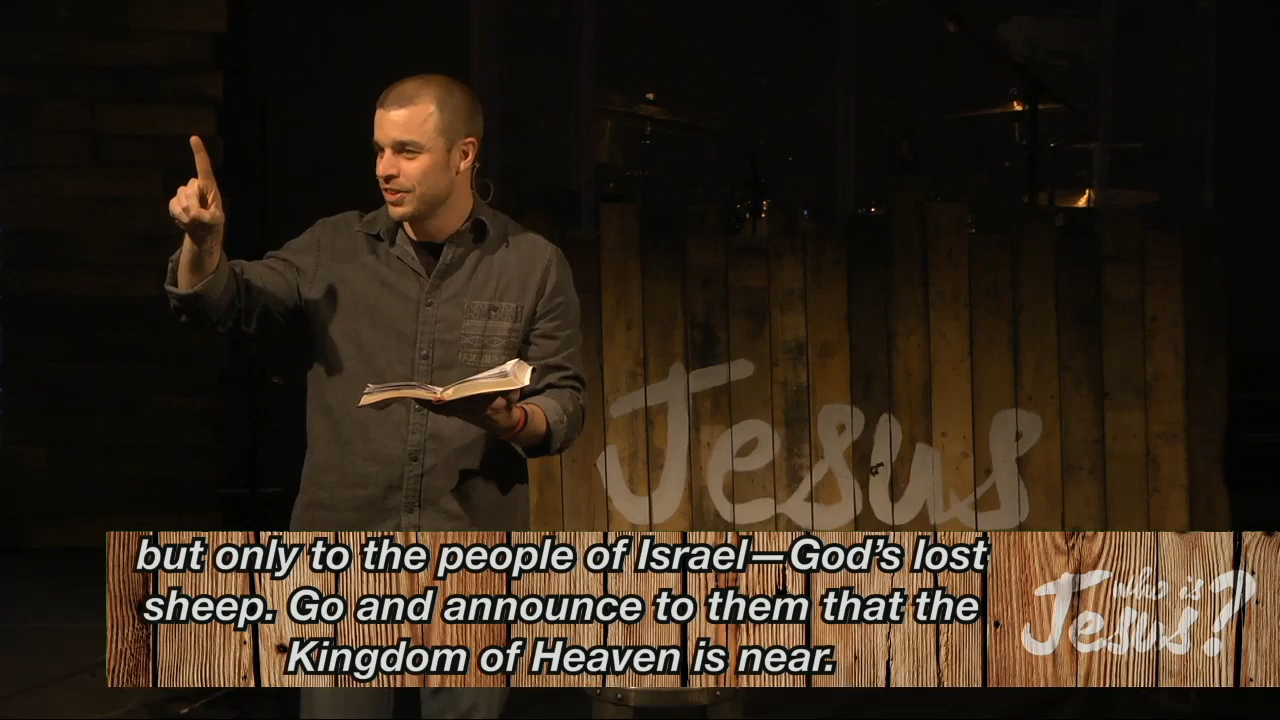 Jesus
but only to the people of Israel—God’s lost
sheep. Go and announce to them that the
Kingdom of Heaven is near.
who is
Jesus?